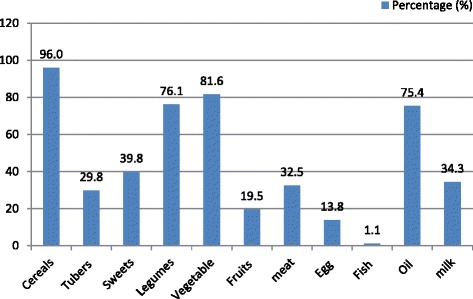 Percentage (%)
120
100
80
60
40
20
0
96.0
29.8
39.8
76.1
81.6
19.5
32.5
13.8
1.1
75.4
34.3
Cereals
Tubers
Sweets
Legumes
Vegetable
Fruits
meat
Egg
Fish
Oil
milk